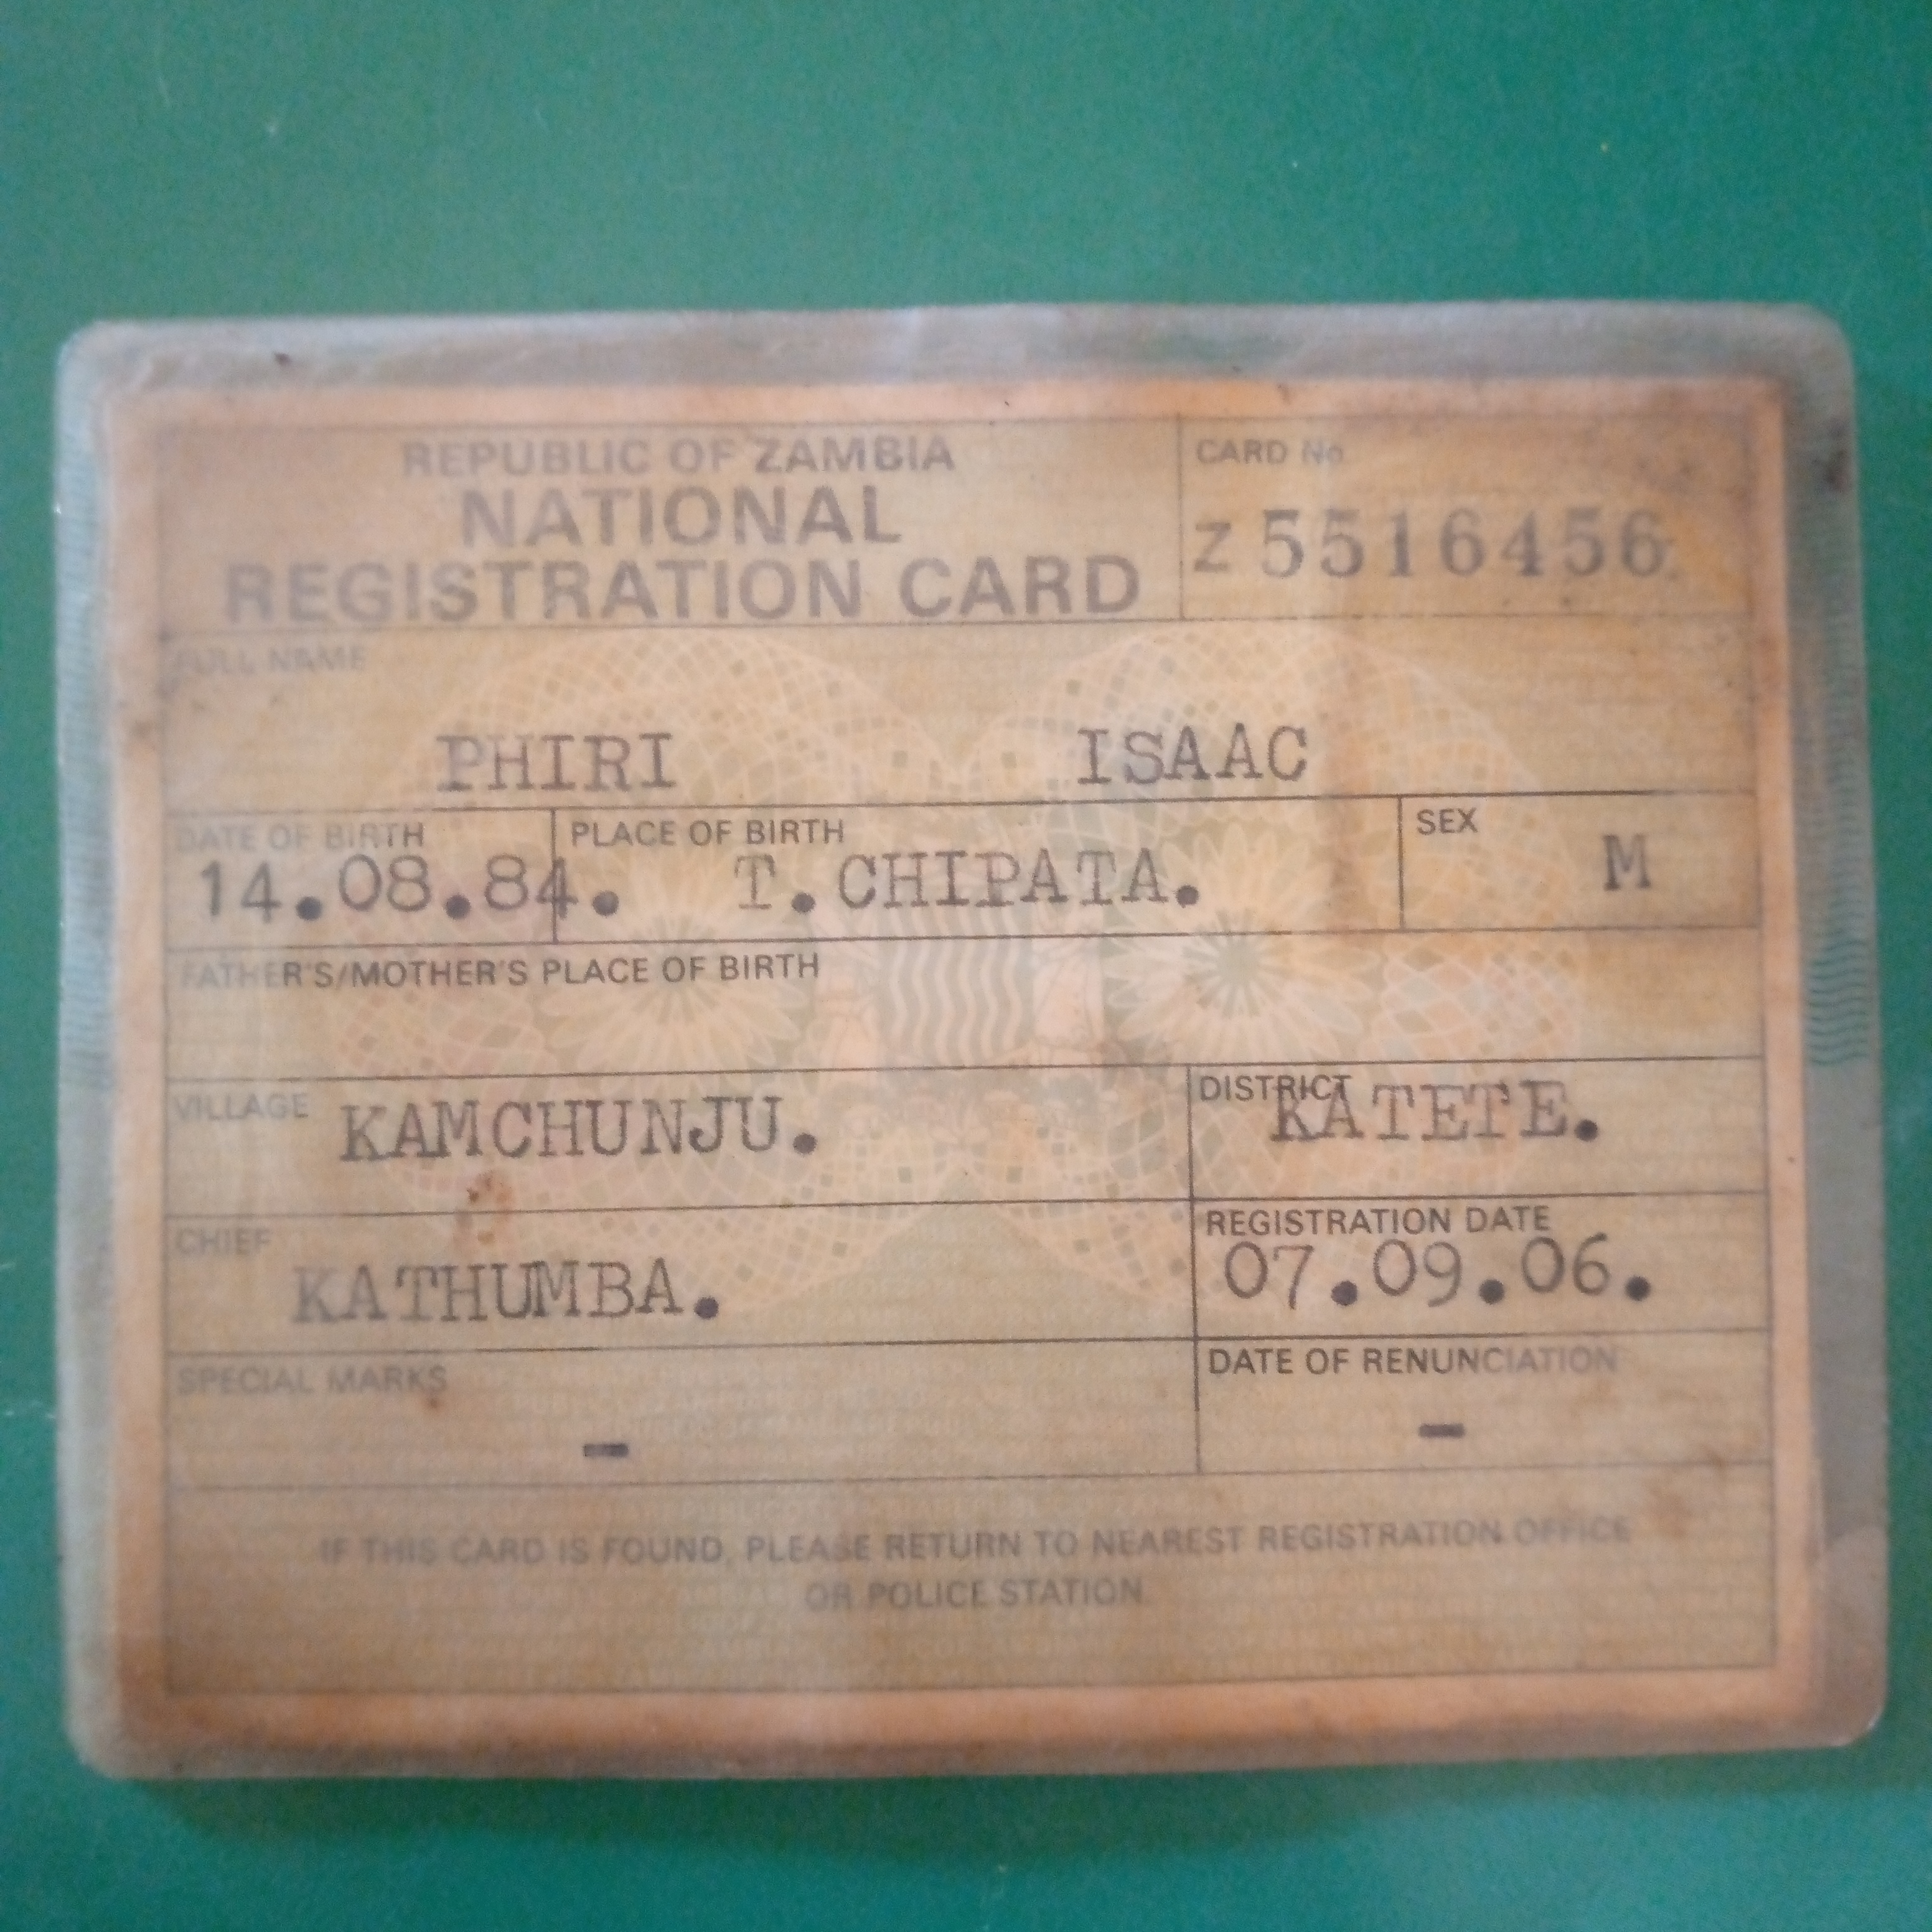 REPUBLIC OF ZAMBIA
NATIONAL
REGISTRATION CARD
CARD No.
Z 5516456
FULL NAME
PHIRI ISAAC
DATE OF BIRTH
14.08.84.
PLACE OF BIRTH
T.CHIPATA.
SEX
M
FATHER'S/MOTHER'S PLACE OF BIRTH
VILLAGE KAMCHUNJU.
DISTRICT
KATETE.
CHIEF
KATHUMBA.
REGISTRATION DATE
07.09.06.
SPECIAL MARKS
-
DATE OF RENUNCIATION
-
IF THIS CARD IS FOUND, PLEASE RETURN TO NEAREST REGISTRATION OFFICE
OR POLICE STATION.